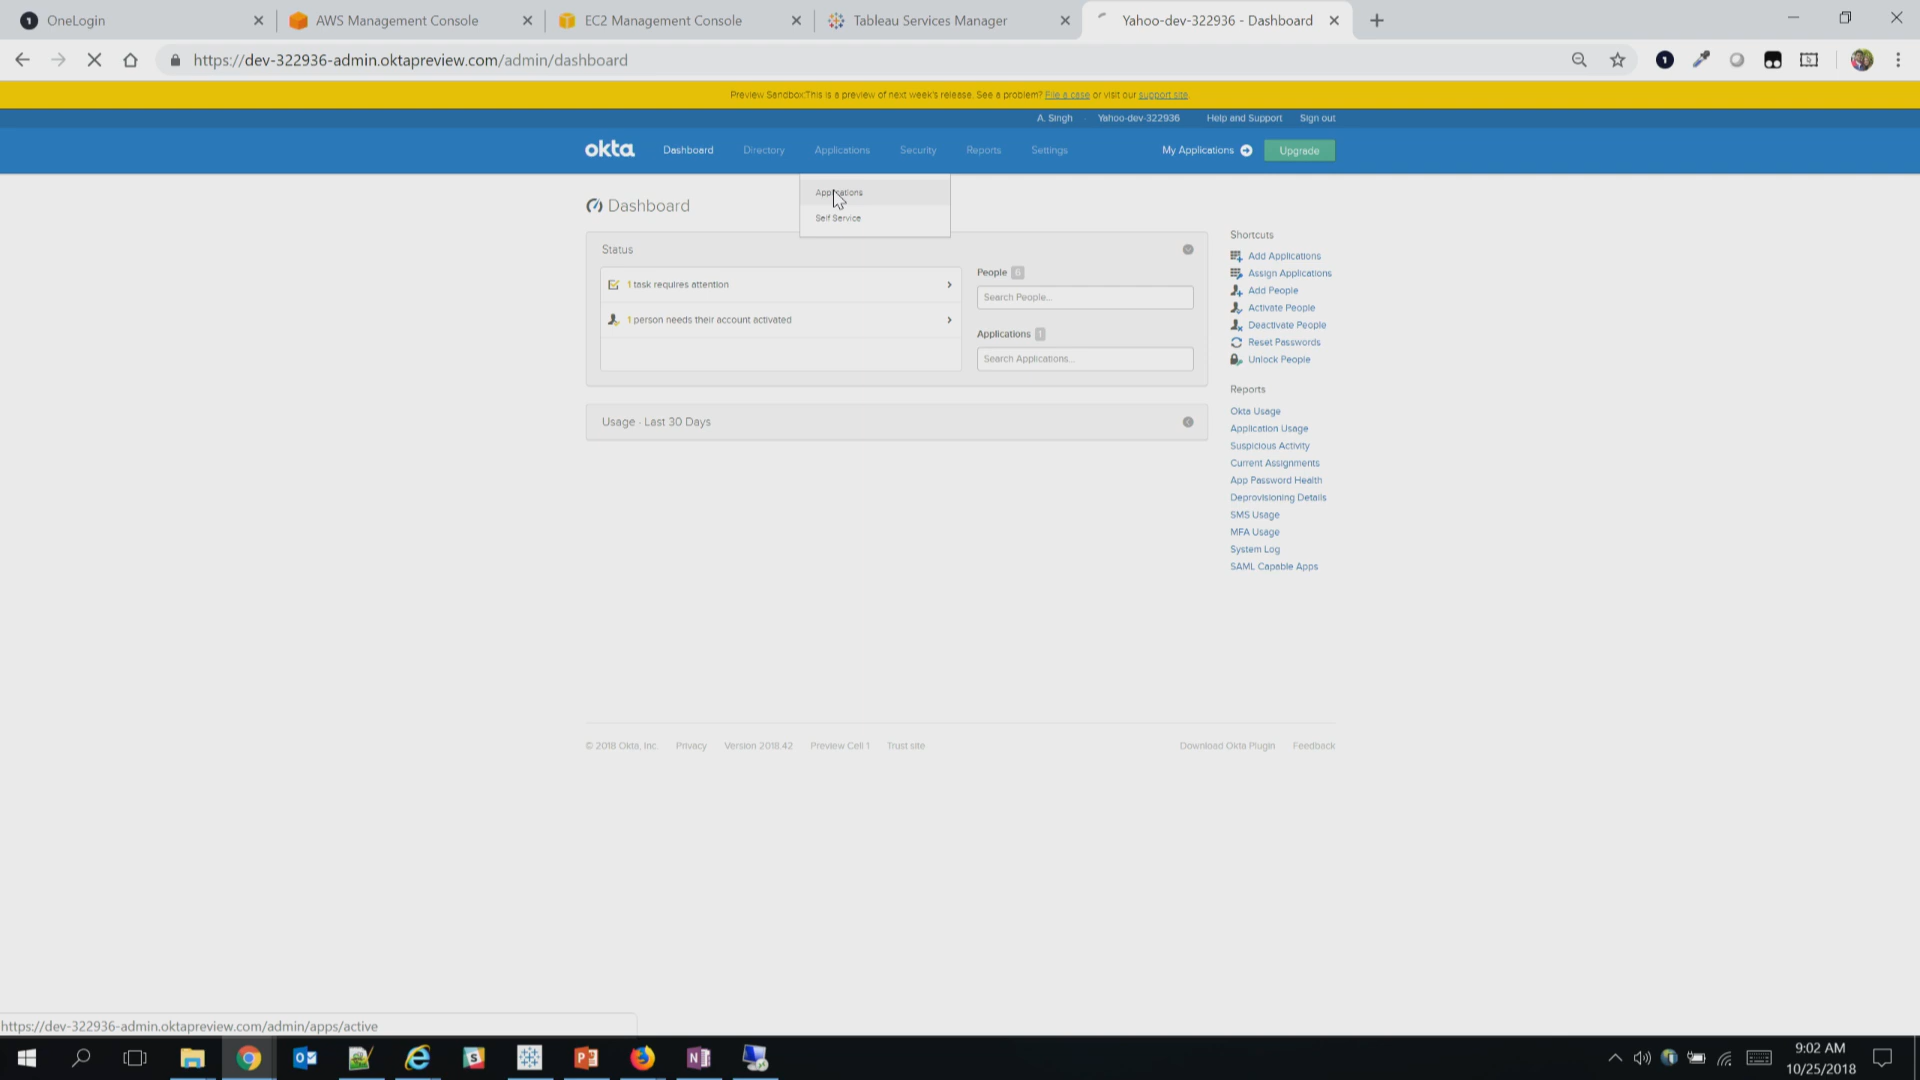 OneLogin
AWS Management Console
EC2 Management Console
Tableau Services Manager
Yahoo-dev-322936 - Dashboard
https://dev-322936-admin.oktapreview.com/admin/dashboard
Preview Sandbox:This is a preview of next week's release. See a problem? File a case or visit our support site.
A. Singh · Yahoo-dev-322936 Help and Support Sign out
okta Dashboard Directory Applications Security Reports Settings My Applications Upgrade
Applications
Self Service
Dashboard
Status
1 task requires attention
1 person needs their account activated
People 6
Search People...
Applications 1
Search Applications...
Usage - Last 30 Days
Shortcuts
Add Applications
Assign Applications
Add People
Activate People
Deactivate People
Reset Passwords
Unlock People
Reports
Okta Usage
Application Usage
Suspicious Activity
Current Assignments
App Password Health
Deprovisioning Details
SMS Usage
MFA Usage
System Log
SAML Capable Apps
© 2018 Okta, Inc. Privacy Version 2018.42 Preview Cell 1 Trust site Download Okta Plugin Feedback
https://dev-322936-admin.oktapreview.com/admin/apps/active
9:02 AM
10/25/2018